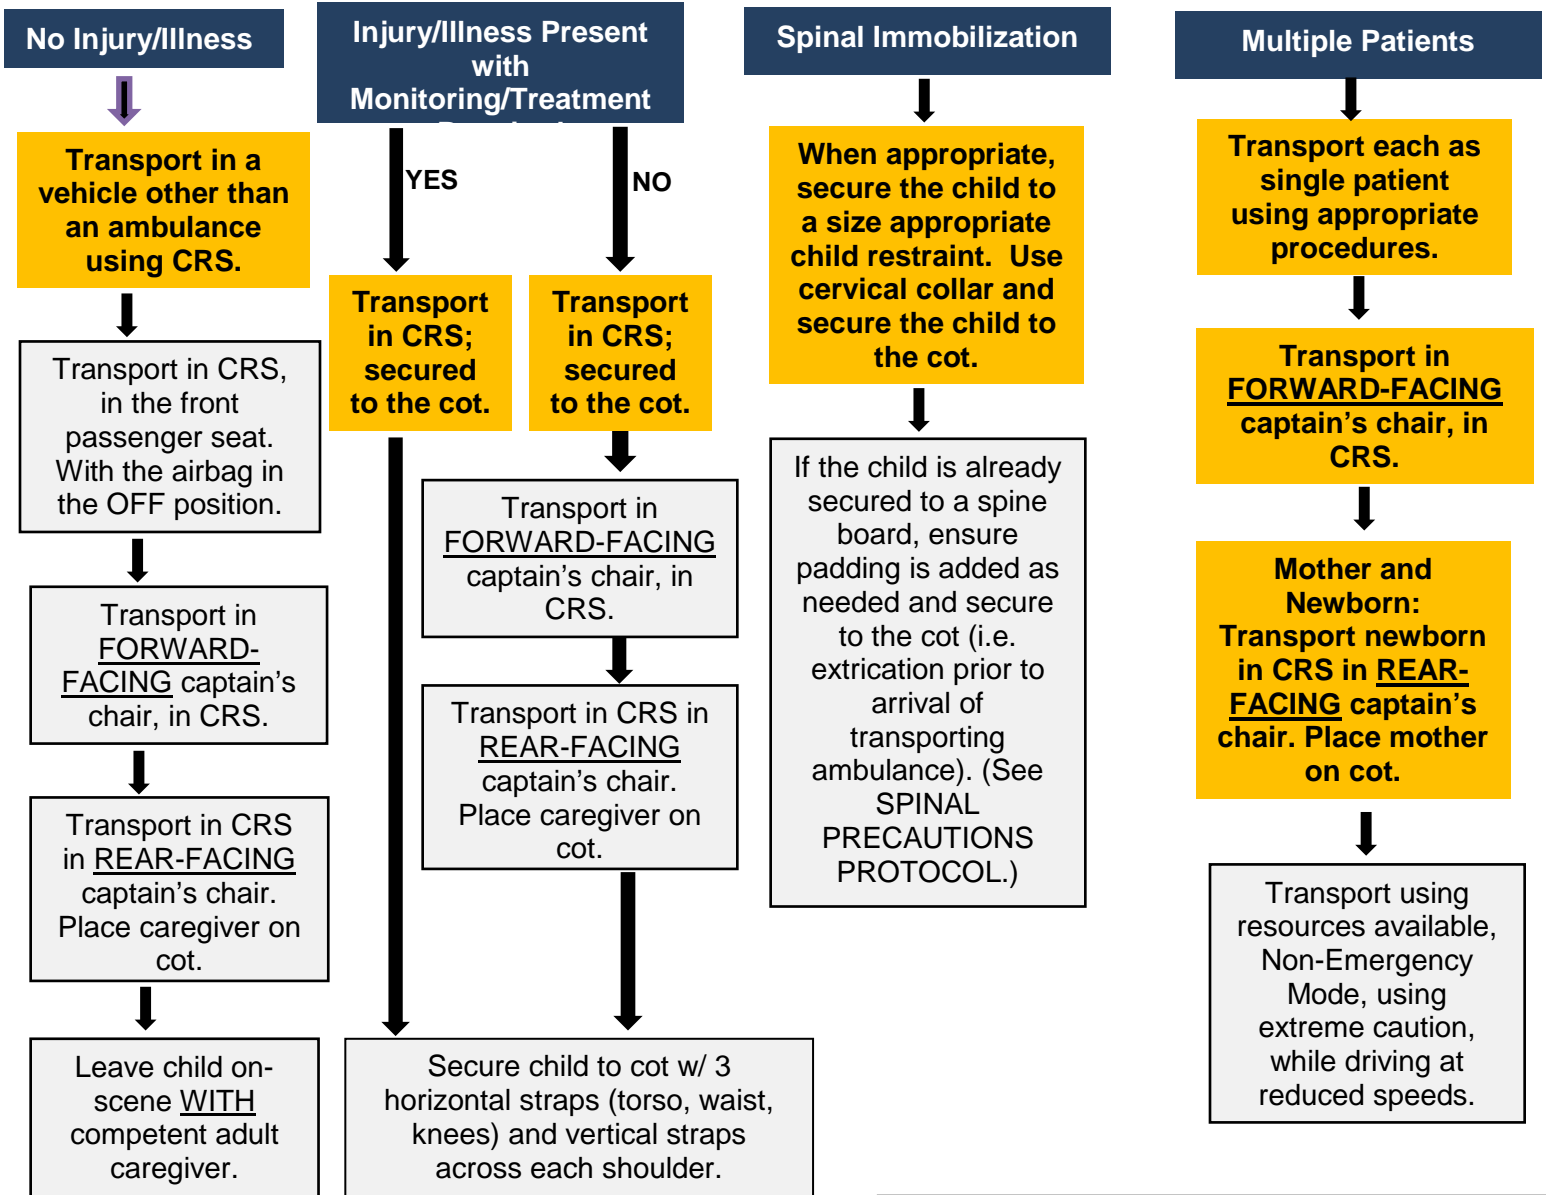 No Injury/Illness
Transport in a
vehicle other than
an ambulance
using CRS.
Transport in CRS,
in the front
passenger seat.
With the airbag in
the OFF position.
Transport in
FORWARD-
FACING captain's
chair, in CRS.
Transport in CRS
in REAR-FACING
captain's chair.
Place caregiver on
cot.
Leave child on-
scene WITH
competent adult
caregiver.
Injury/Illness Present
with
Monitoring/Treatment
YES
NO
Transport
in CRS;
secured
to the cot.
Transport
in CRS;
secured
to the cot.
Transport in
FORWARD-FACING
captain's chair, in
CRS.
Transport in CRS in
REAR-FACING
captain's chair.
Place caregiver on
cot.
Secure child to cot w/ 3
horizontal straps (torso, waist,
knees) and vertical straps
across each shoulder.
Spinal Immobilization
When appropriate,
secure the child to
a size appropriate
child restraint.  Use
cervical collar and
secure the child to
the cot.
If the child is already
secured to a spine
board, ensure
padding is added as
needed and secure
to the cot (i.e.
extrication prior to
arrival of
transporting
ambulance). (See
SPINAL
PRECAUTIONS
PROTOCOL.)
Multiple Patients
Transport each as
single patient
using appropriate
procedures.
Transport in
FORWARD-FACING
captain's chair, in
CRS.
Mother and
Newborn:
Transport newborn
in CRS in REAR-
FACING captain's
chair. Place mother
on cot.
Transport using
resources available,
Non-Emergency
Mode, using
extreme caution,
while driving at
reduced speeds.